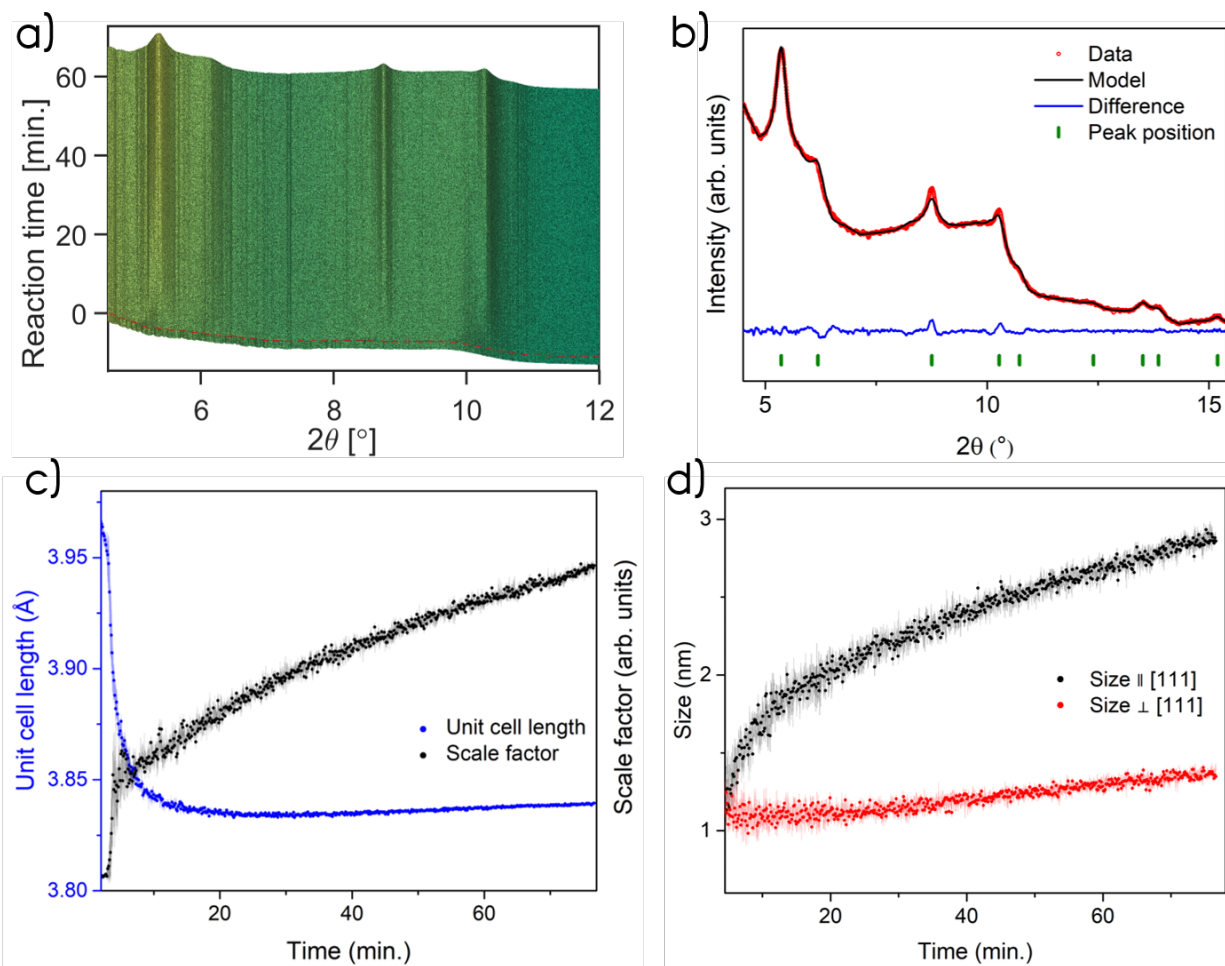 a)
Reaction time [min.]
60
40
20
0
6
8
10
12
2θ [°]
b)
Intensity (arb. units)
Data
Model
Difference
Peak position
5
10
15
2θ (°)
c)
Unit cell length (Å)
3.95
3.90
3.85
3.80
Unit cell length
Scale factor
Scale factor (arb. units)
20
40
60
Time (min.)
d)
Size (nm)
3
2
1
Size ∥ [111]
Size ⊥ [111]
20
40
60
Time (min.)